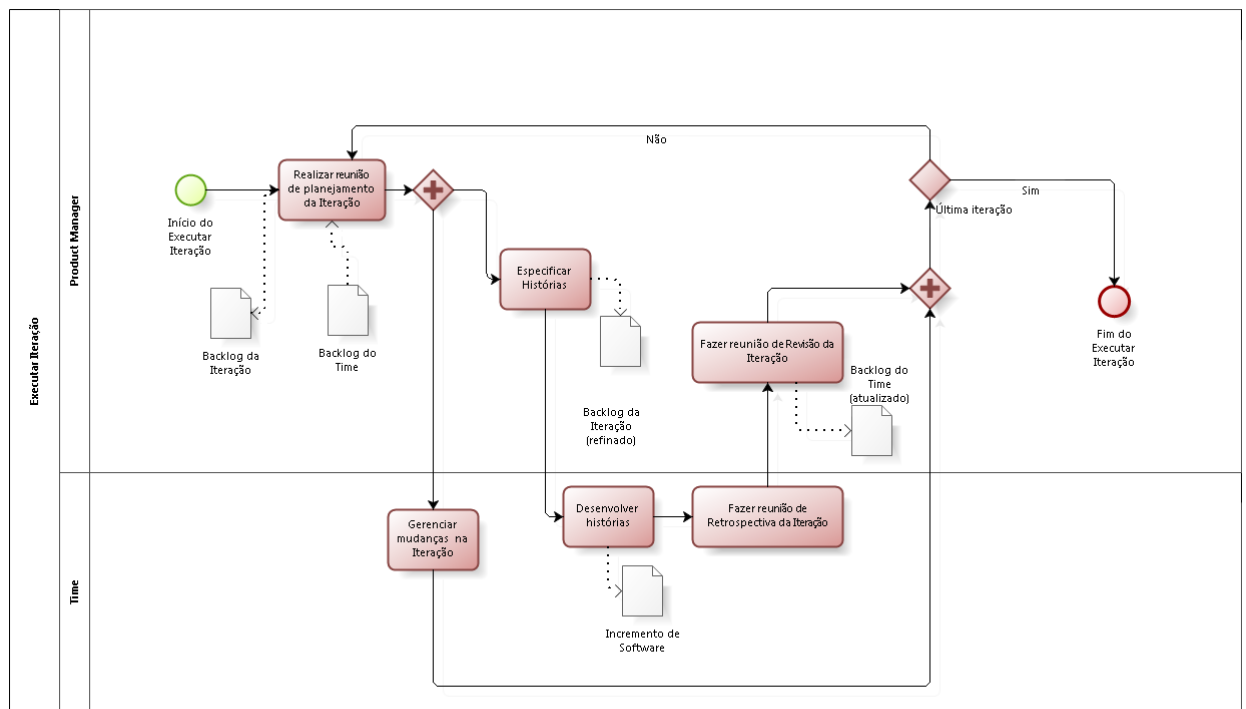 Executar Iteração
Product Manager
Time
Não
Realizar reunião
de planejamento
da Iteração
Sim
Última iteração
Início do
Executar
Iteração
Especificar
Histórias
Backlog da
Iteração
Backlog do
Time
Fazer reunião de Revisão da
Iteração
Fim do
Executar
Iteração
Backlog do
Time
(atualizado)
Backlog da
Iteração
(refinado)
Gerenciar
mudanças na
Iteração
Desenvolver
histórias
Fazer reunião de
Retrospectiva da Iteração
Incremento de
Software